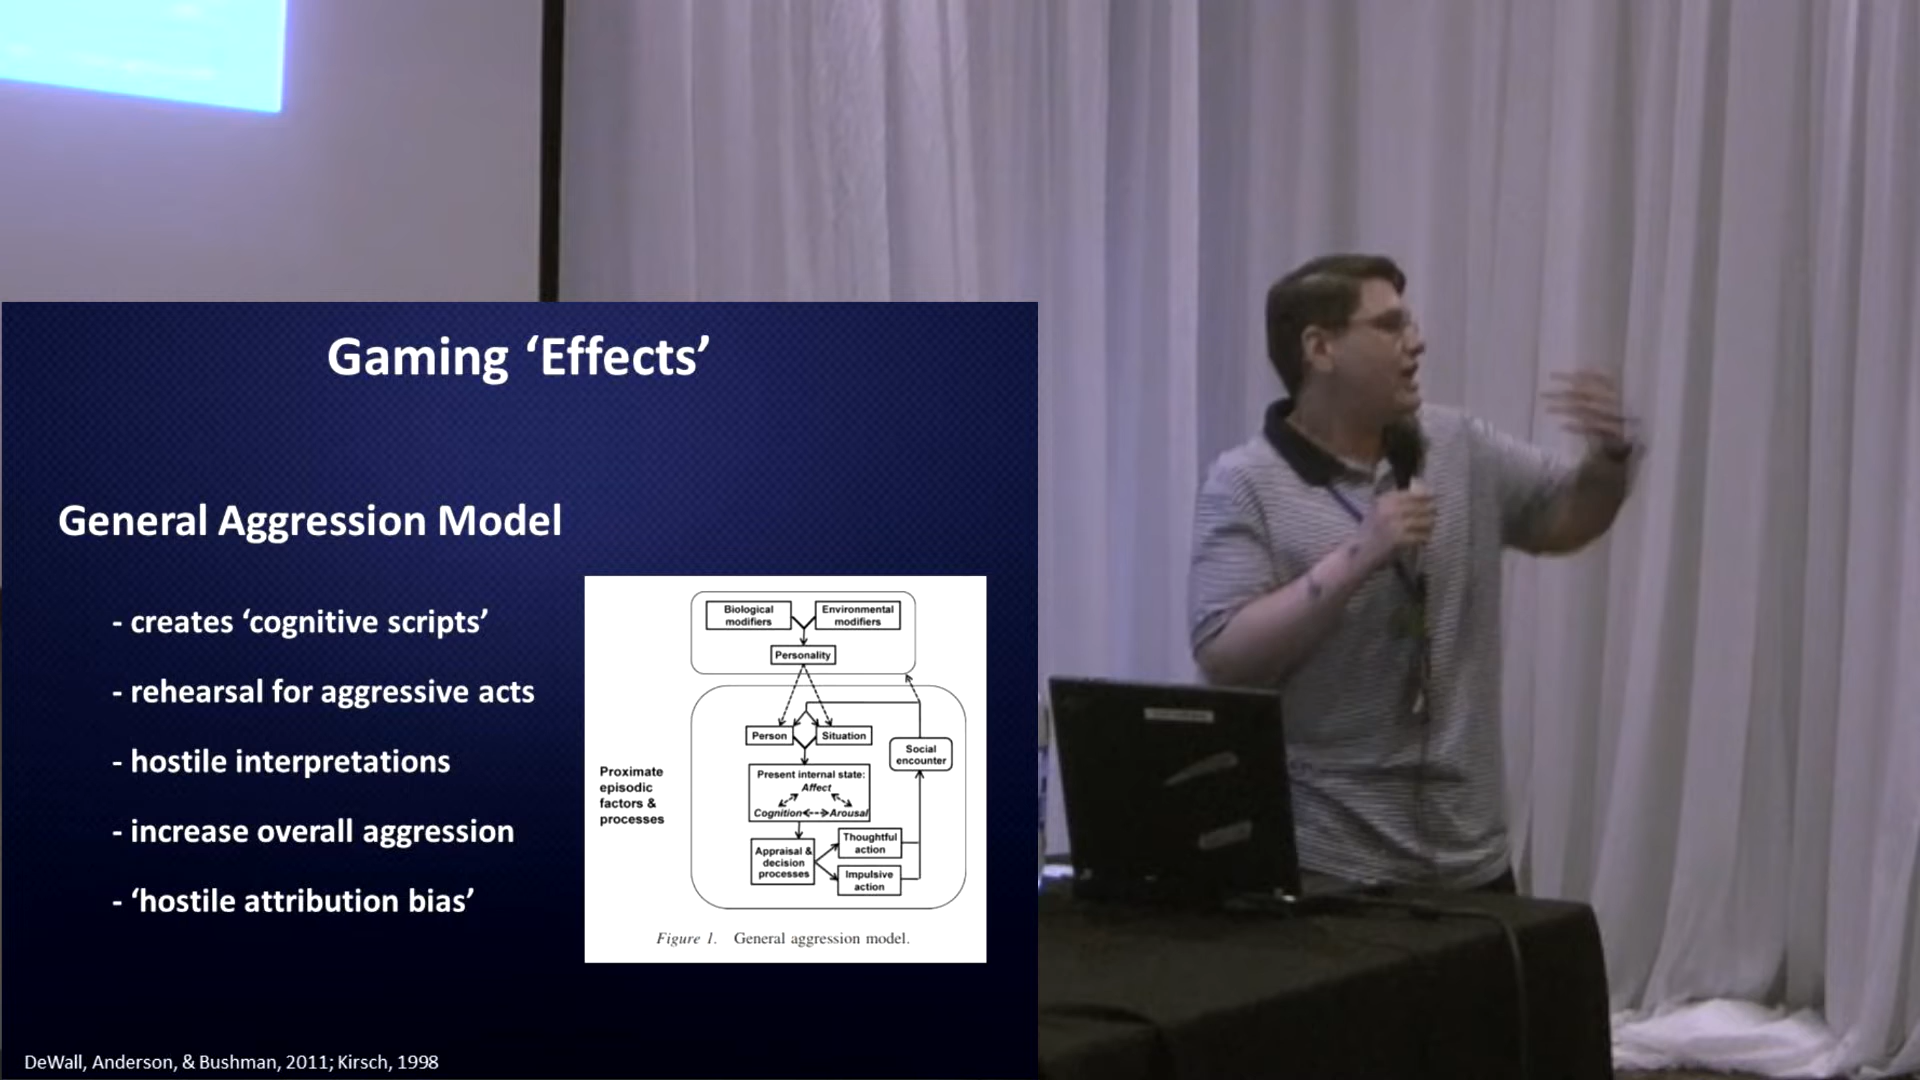 Gaming ‘Effects’
General Aggression Model
- creates ‘cognitive scripts’
- rehearsal for aggressive acts
- hostile interpretations
- increase overall aggression
- ‘hostile attribution bias’
Biological
modifiers
Environmental
modifiers
Personality
Person
Situation
Social
encounter
Proximate
episodic
factors &
processes
Present internal state:
Affect
Cognition
Arousal
Appraisal &
decision
processes
Thoughtful
action
Impulsive
action
Figure 1. General aggression model.
DeWall, Anderson, & Bushman, 2011; Kirsch, 1998